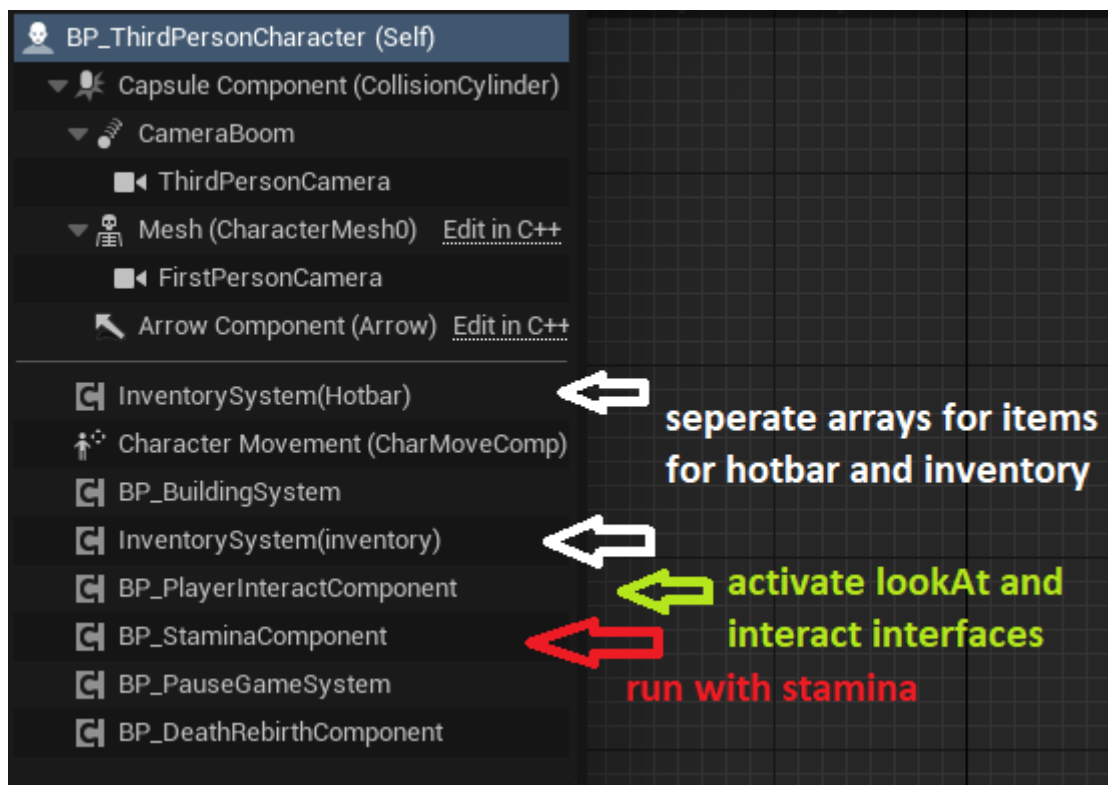 BP_ThirdPersonCharacter (Self)
Capsule Component (CollisionCylinder)
CameraBoom
ThirdPersonCamera
Mesh (CharacterMesh0) Edit in C++
FirstPersonCamera
Arrow Component (Arrow) Edit in C++
InventorySystem(Hotbar)
seperate arrays for items
for hotbar and inventory
Character Movement (CharMoveComp)
BP_BuildingSystem
InventorySystem(inventory)
BP_PlayerInteractComponent
activate lookAt and
interact interfaces
BP_StaminaComponent
run with stamina
BP_PauseGameSystem
BP_DeathRebirthComponent